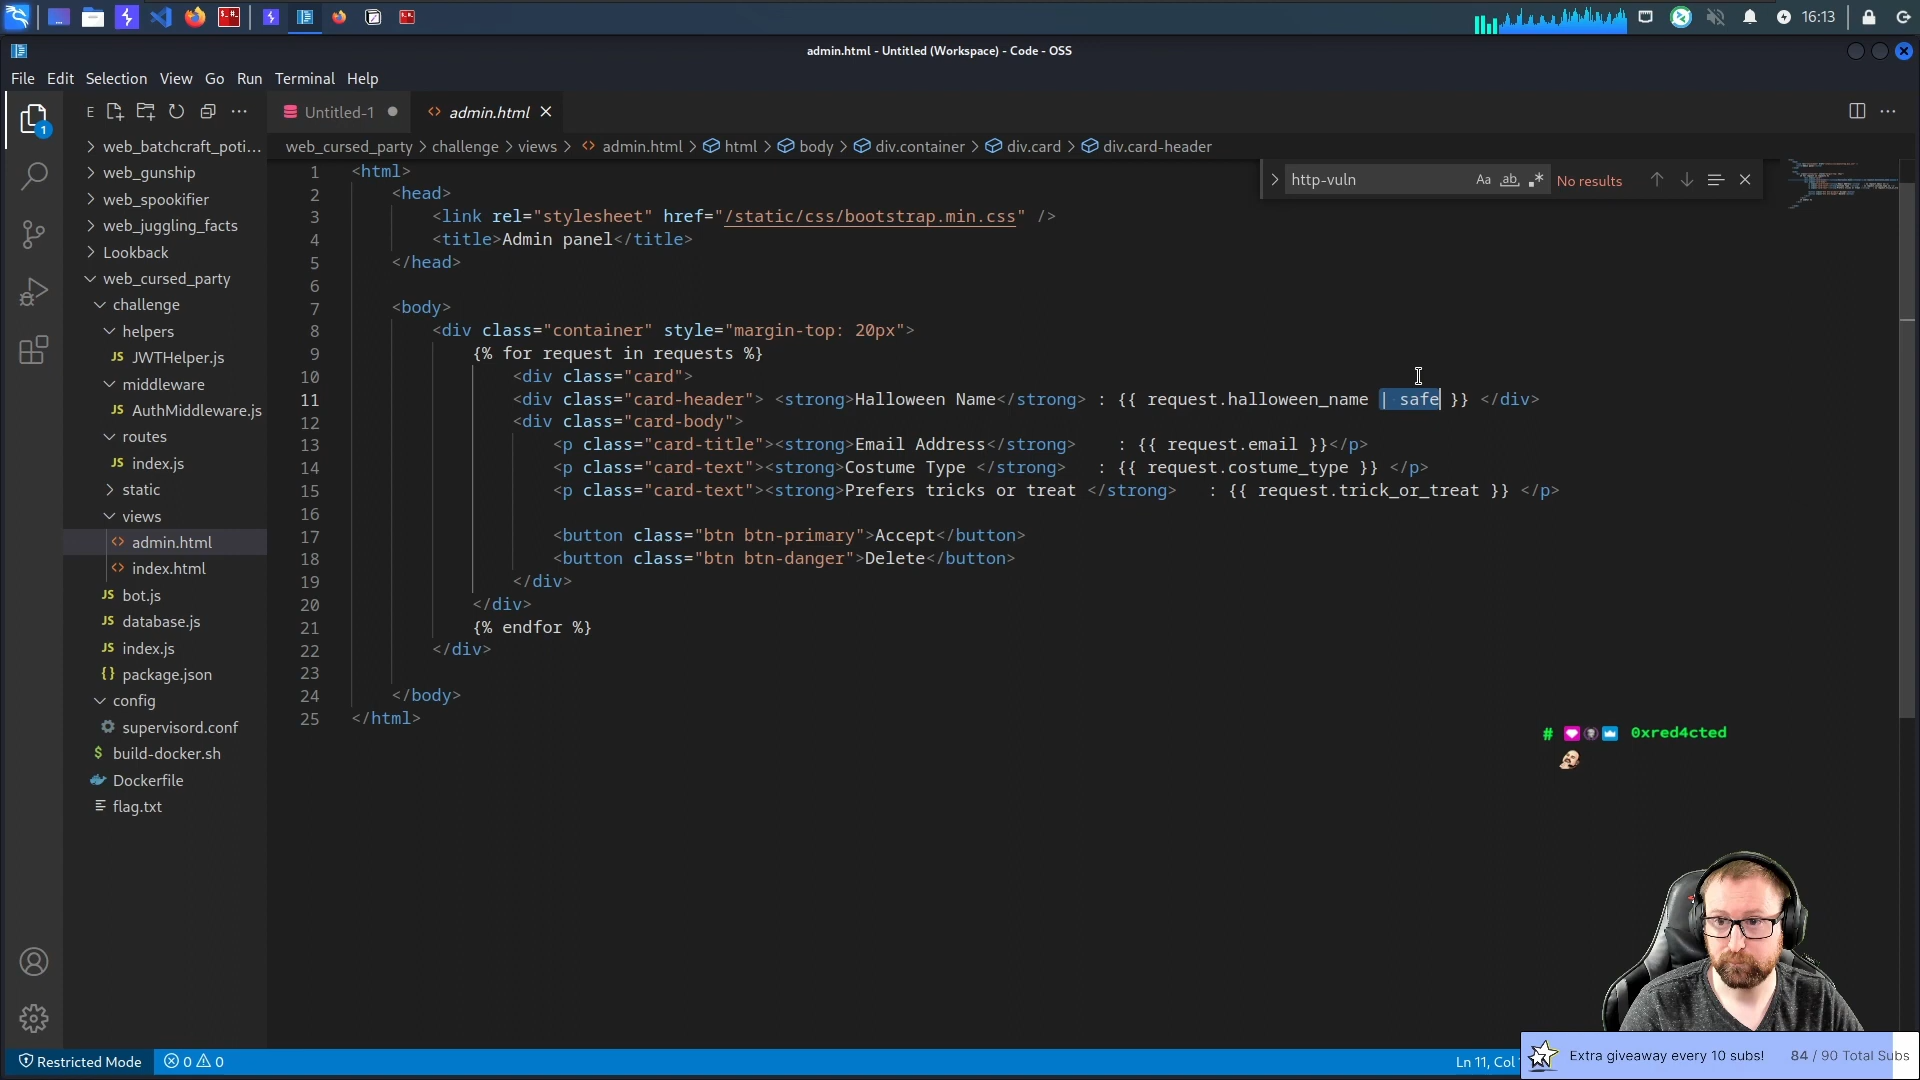 16:13
admin.html - Untitled (Workspace) - Code - OSS
File Edit Selection View Go Run Terminal Help
E
Untitled-1
admin.html
web_cursed_party > challenge > views > admin.html > html > body > div.container > div.card > div.card-header
http-vuln
Aa ab No results
1
web_batchcraft_poti...
web_gunship
web_spookifier
web_juggling_facts
Lookback
web_cursed_party
challenge
helpers
JS JWTHelper.js
middleware
JS AuthMiddleware.js
routes
JS index.js
static
views
admin.html
index.html
JS bot.js
JS database.js
JS index.js
{} package.json
config
supervisord.conf
$ build-docker.sh
Dockerfile
flag.txt
1 <html>
2 <head>
3 <link rel="stylesheet" href="/static/css/bootstrap.min.css" />
4 <title>Admin panel</title>
5 </head>
6
7 <body>
8 <div class="container" style="margin-top: 20px">
9 {% for request in requests %}
10 <div class="card">
11 <div class="card-header"> <strong>Halloween Name</strong> : {{ request.halloween_name | safe }} </div>
12 <div class="card-body">
13 <p class="card-title"><strong>Email Address</strong> : {{ request.email }}</p>
14 <p class="card-text"><strong>Costume Type </strong> : {{ request.costume_type }} </p>
15 <p class="card-text"><strong>Prefers tricks or treat </strong> : {{ request.trick_or_treat }} </p>
16
17 <button class="btn btn-primary">Accept</button>
18 <button class="btn btn-danger">Delete</button>
19 </div>
20 </div>
21 {% endfor %}
22 </div>
23
24 </body>
25 </html>
# 0xred4cted
Restricted Mode 0 0
Ln 11, Col
Extra giveaway every 10 subs! 84 / 90 Total Subs